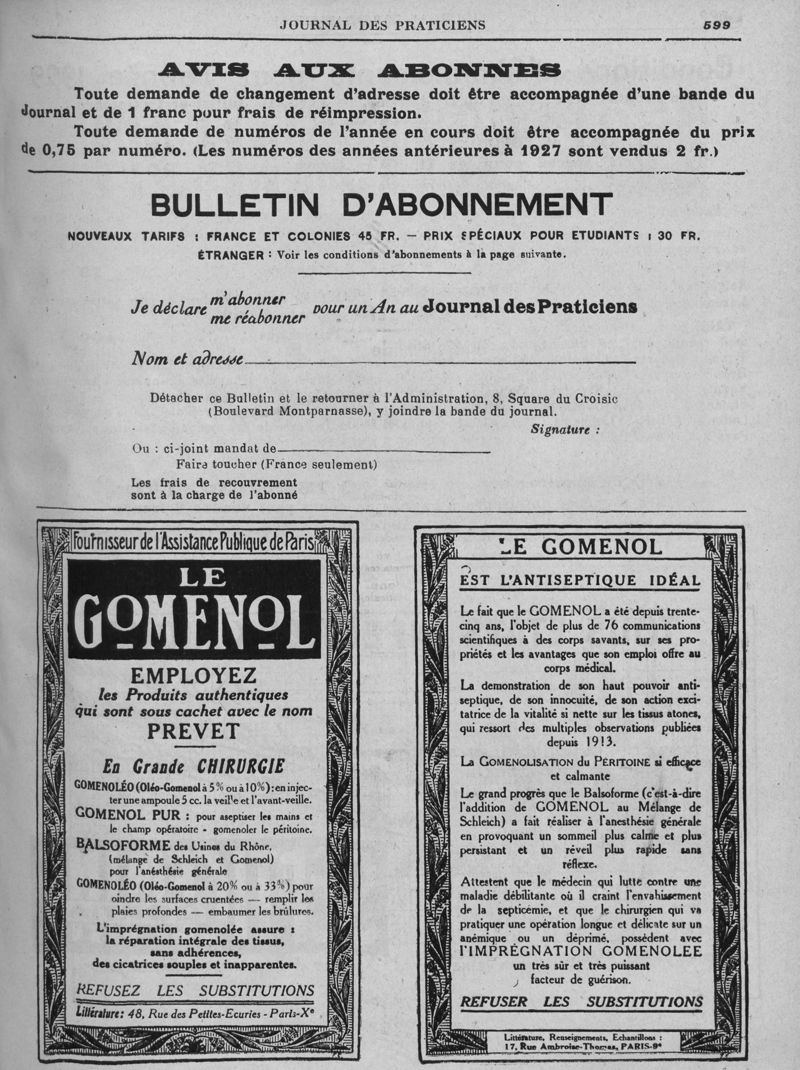 JOURNAL DES PRATICIENS 599
AVIS AUX ABONNES
Toute demande de changement d'adresse doit être accompagnée d'une bande du
Journal et de 1 franc pour frais de réimpression.
Toute demande de numéros de l'année en cours doit être accompagnée du prix
de 0,75 par numéro. (Les numéros des années antérieures à 1927 sont vendus 2 fr.)
BULLETIN D'ABONNEMENT
NOUVEAUX TARIFS : FRANCE ET COLONIES 45 FR. — PRIX SPÉCIAUX POUR ETUDIANTS : 30 FR.
ÉTRANGER : Voir les conditions d'abonnements à la page suivante.
Je déclare m'abonner
me réabonner
pour un An au Journal des Praticiens
Nom et adresse
Détacher ce Bulletin et le retourner à l'Administration, 8, Square du Croisic
(Boulevard Montparnasse), y joindre la bande du journal.
Signature :
Ou : ci-joint mandat de
Faire toucher (France seulement)
Les frais de recouvrement
sont à la charge de l'abonné
Fournisseur de l'Assistance Publique de Paris
LE
GOMENOL
EMPLOYEZ
les Produits authentiques
qui sont sous cachet avec le nom
PREVET
En Grande CHIRURGIE
GOMENOLÉO (Oléo-Gomenol à 5 % ou à 10 %) : en injec-
ter une ampoule 5 cc. la veille et l'avant-veille.
GOMENOL PUR : pour aseptiser les mains et
le champ opératoire - gomenoler le péritoine.
BALSOFORME des Usines du Rhône,
(mélange de Schleich et Gomenol)
pour l'anésthésie générale
GOMENOLÉO (Oléo-Gomenol à 20 % ou à 33 %) pour
oindre les surfaces cruentées — remplir les
plaies profondes — embaumer les brûlures.
L'imprégnation gomenolée assure :
la réparation intégrale des tissus,
sans adhérences,
des cicatrices souples et inapparentes.
REFUSEZ LES SUBSTITUTIONS
Littérature : 48, Rue des Petites-Ecuries - Paris-Xe
LE GOMENOL
EST L'ANTISEPTIQUE IDÉAL
Le fait que le GOMENOL a été depuis trente-
cinq ans, l'objet de plus de 76 communications
scientifiques à des corps savants, sur ses pro-
priétés et les avantages que son emploi offre au
corps médical.
La demonstration de son haut pouvoir anti-
septique, de son innocuité, de son action exci-
tatrice de la vitalité si nette sur les tissus atones,
qui ressort des multiples observations publiées
depuis 1913.
La GOMENOLISATION du PÉRITOINE si efficace
et calmante
Le grand progrès que le Balsoforme (c'est-à-dire
l'addition de GOMENOL au Mélange de
Schleich) a fait réaliser à l'anesthésie générale
en provoquant un sommeil plus calme et plus
persistant et un réveil plus rapide sans
réflexe.
Attestent que le médecin qui lutte contre une
maladie débilitante où il craint l'envahissement
de la septicémie, et que le chirurgien qui va
pratiquer une opération longue et délicate sur un
anémique ou un déprimé, possèdent avec
l'IMPRÉGNATION GOMENOLEE
un très sûr et très puissant
facteur de guérison.
REFUSER LES SUBSTITUTIONS
Littérature, Renseignements, Echantillons :
17, Rue Ambroise-Thomas, PARIS-9e